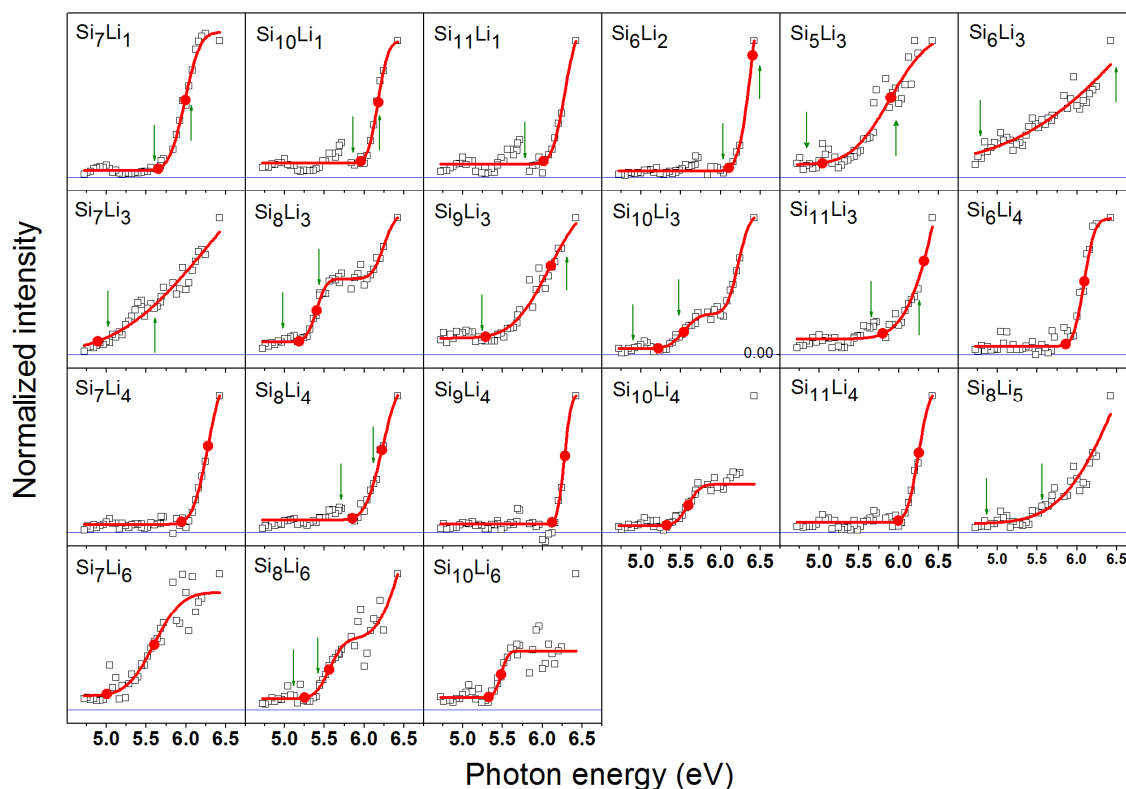 Si₇Li₁ Si₁₀Li₁ Si₁₁Li₁ Si₆Li₂ Si₅Li₃ Si₆Li₃
Si₇Li₃ Si₈Li₃ Si₉Li₃ Si₁₀Li₃ Si₁₁Li₃ Si₆Li₄
0.00
Normalized intensity
Si₇Li₄ Si₈Li₄ Si₉Li₄ Si₁₀Li₄ Si₁₁Li₄ Si₈Li₅
5.0 5.5 6.0 6.5 5.0 5.5 6.0 6.5 5.0 5.5 6.0 6.5
Si₇Li₆ Si₈Li₆ Si₁₀Li₆
5.0 5.5 6.0 6.5 5.0 5.5 6.0 6.5 5.0 5.5 6.0 6.5
Photon energy (eV)